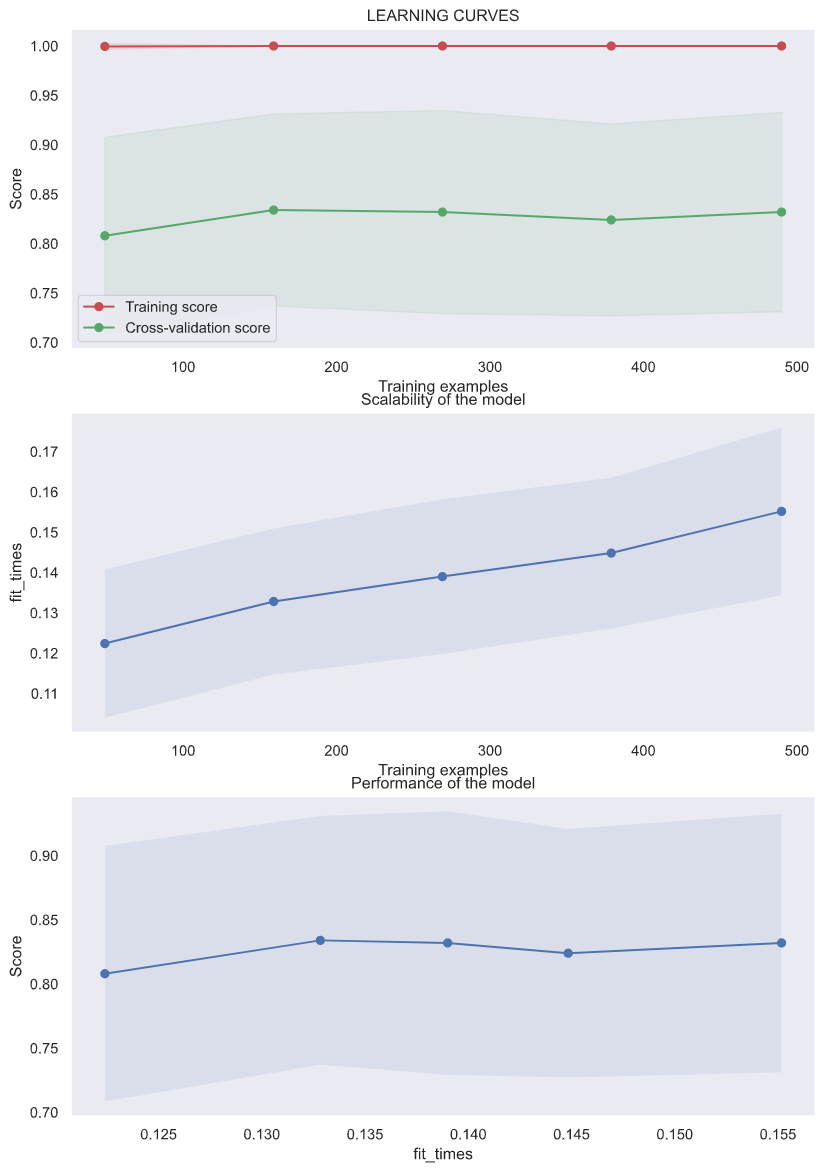 LEARNING CURVES
1.00
0.95
0.90
0.85
0.80
0.75
0.70
Score
Training score
Cross-validation score
100 200 300 400 500
Training examples
Scalability of the model
0.17
0.16
0.15
0.14
0.13
0.12
0.11
fit_times
100 200 300 400 500
Training examples
Performance of the model
0.90
0.85
0.80
0.75
0.70
Score
0.125 0.130 0.135 0.140 0.145 0.150 0.155
fit_times